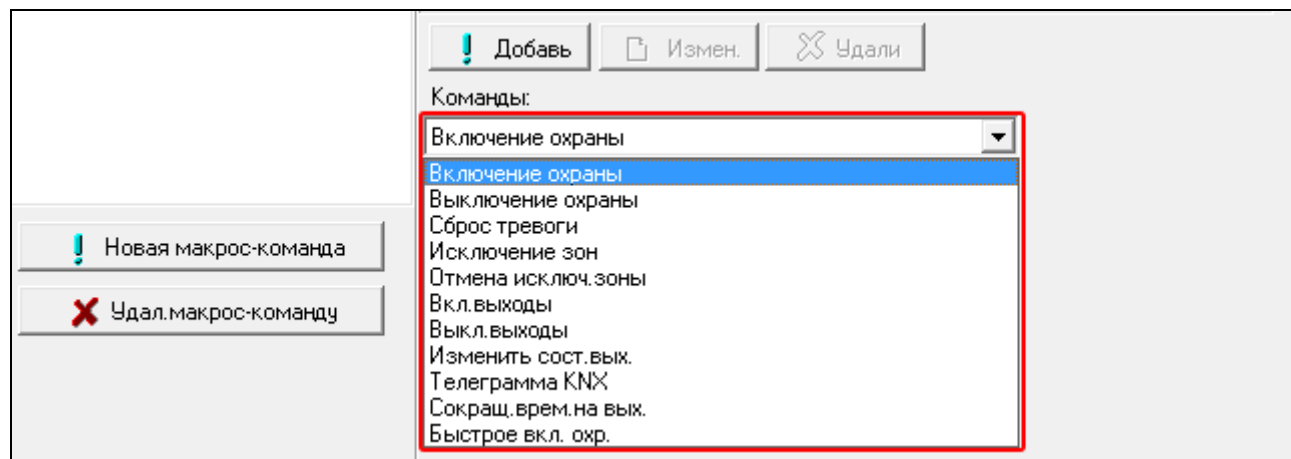 Добавь
Измен.
Удали
Команды:
Включение охраны
Включение охраны
Выключение охраны
Сброс тревоги
Исключение зон
Отмена исключ.зоны
Вкл.выходы
Выкл.выходы
Изменить сост.вых.
Телеграмма KNX
Сокращ.врем.на вых.
Быстрое вкл. охр.
Новая макрос-команда
Удал.макрос-команду